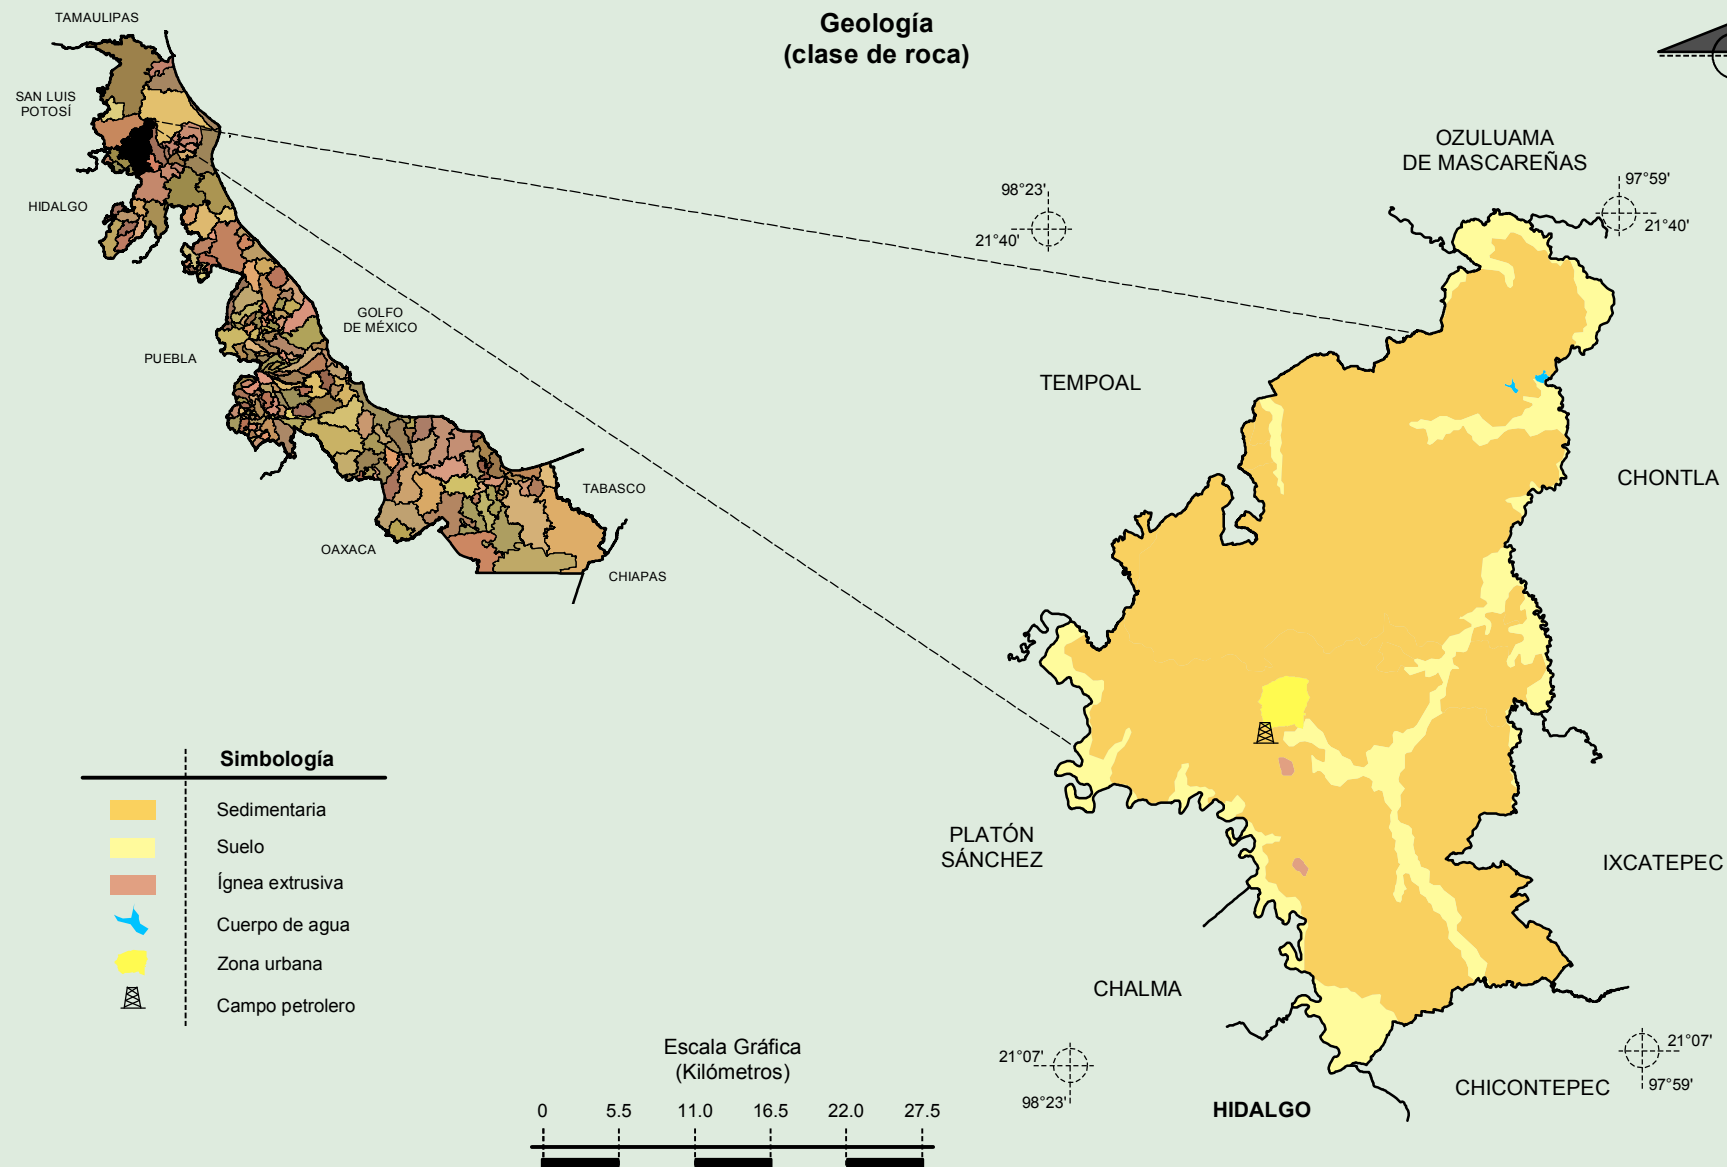 Geología
(clase de roca)
TAMAULIPAS
SAN LUIS
POTOSÍ
HIDALGO
GOLFO
DE MÉXICO
PUEBLA
TABASCO
OAXACA
CHIAPAS
OZULUAMA
DE MASCAREÑAS
98°23'
21°40'
97°59'
21°40'
TEMPOAL
CHONTLA
PLATÓN
SÁNCHEZ
IXCATEPEC
CHALMA
CHICONTEPEC
HIDALGO
21°07'
98°23'
21°07'
97°59'
Simbología
Sedimentaria
Suelo
Ígnea extrusiva
Cuerpo de agua
Zona urbana
Campo petrolero
Escala Gráfica
(Kilómetros)
0 5.5 11.0 16.5 22.0 27.5